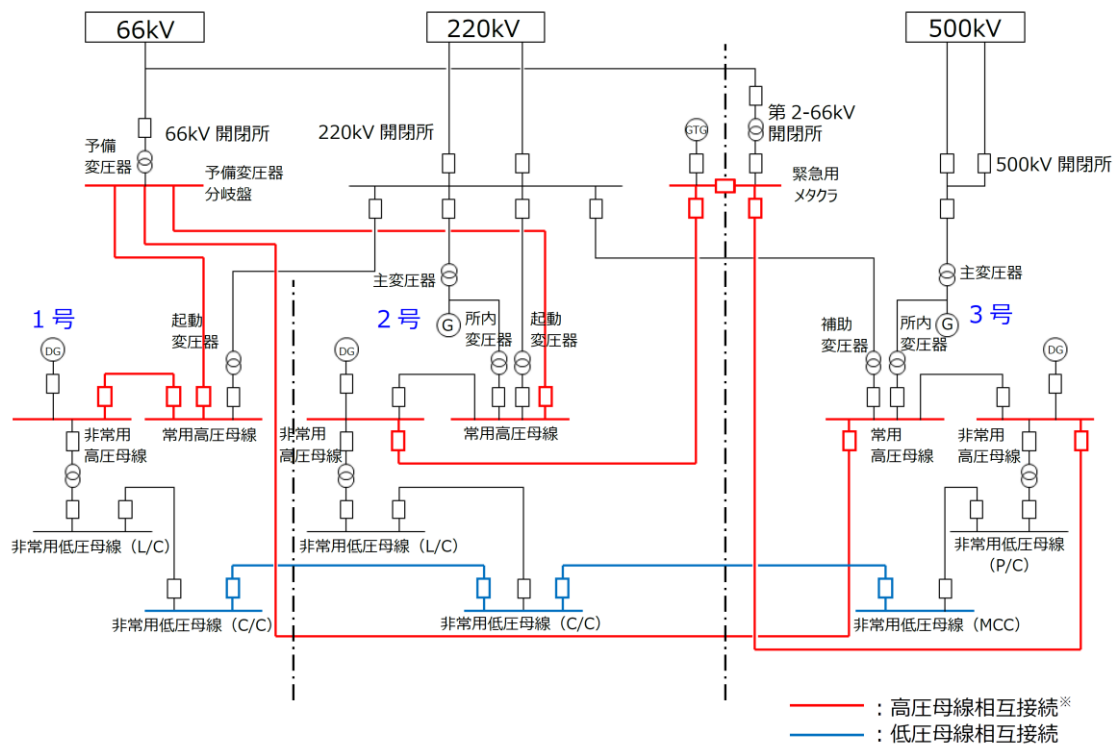 66kV
220kV
500kV
66kV 開閉所
220kV 開閉所
第 2-66kV
開閉所
500kV 開閉所
予備
変圧器
予備変圧器
分岐盤
GTG
緊急用
メタクラ
主変圧器
主変圧器
1 号
2 号
3 号
起動
変圧器
G
所内
変圧器
起動
変圧器
補助
変圧器
所内
変圧器
G
DG
DG
DG
非常用
高圧母線
常用高圧母線
非常用
高圧母線
常用高圧母線
常用
高圧母線
非常用
高圧母線
非常用低圧母線（L/C）
非常用低圧母線（L/C）
非常用低圧母線
（P/C）
非常用低圧母線（C/C）
非常用低圧母線（C/C）
非常用低圧母線（MCC）
：高圧母線相互接続※
：低圧母線相互接続